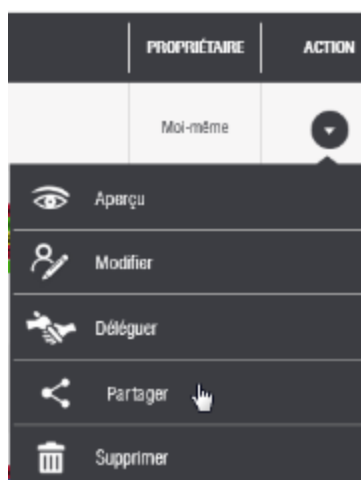 PROPRIÉTAIRE ACTION
Moi-même
Aperçu
Modifier
Déléguer
Partager
Supprimer